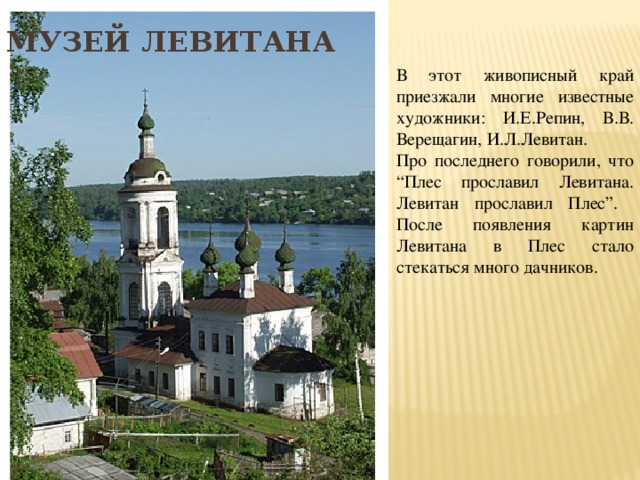 МУЗЕЙ ЛЕВИТАНА
В этот живописный край
приезжали многие известные
художники: И.Е.Репин, В.В.
Верещагин, И.Л.Левитан.
Про последнего говорили, что
“Плес прославил Левитана.
Левитан прославил Плес”.
После появления картин
Левитана в Плес стало
стекаться много дачников.